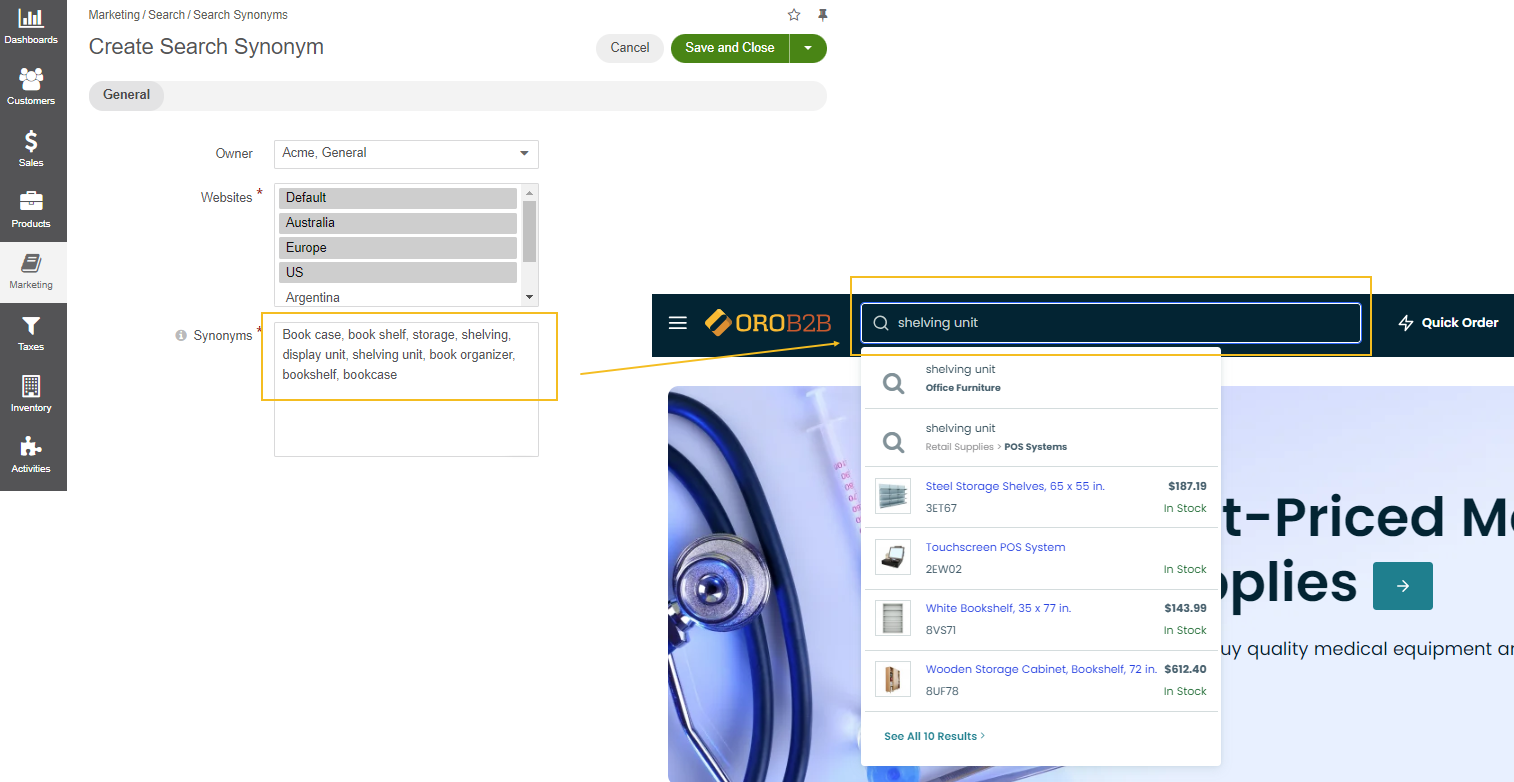 Dashboards
Customers
Sales
Products
Marketing
Taxes
Inventory
Activities
Marketing / Search / Search Synonyms
Create Search Synonym
Cancel
Save and Close
General
Owner
Acme, General
Websites *
Default
Australia
Europe
US
Argentina
Synonyms *
Book case, book shelf, storage, shelving,
display unit, shelving unit, book organizer,
bookshelf, bookcase
OROB2B
shelving unit
Quick Order
shelving unit
Office Furniture
shelving unit
Retail Supplies > POS Systems
Steel Storage Shelves, 65 x 55 in. $187.19
3ET67 In Stock
Touchscreen POS System
2EW02 In Stock
White Bookshelf, 35 x 77 in. $143.99
8VS71 In Stock
Wooden Storage Cabinet, Bookshelf, 72 in. $612.40
8UF78 In Stock
See All 10 Results >
t-Priced M
pplies
uy quality medical equipment